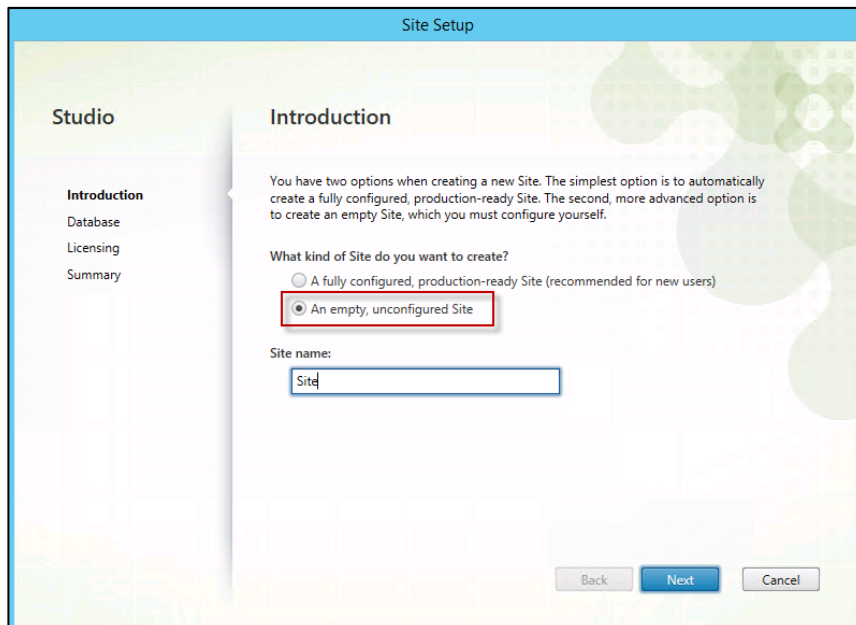 Site Setup
Studio
Introduction
Database
Licensing
Summary
Introduction
You have two options when creating a new Site. The simplest option is to automatically
create a fully configured, production-ready Site. The second, more advanced option is
to create an empty Site, which you must configure yourself.
What kind of Site do you want to create?
A fully configured, production-ready Site (recommended for new users)
An empty, unconfigured Site
Site name:
Site
Back
Next
Cancel